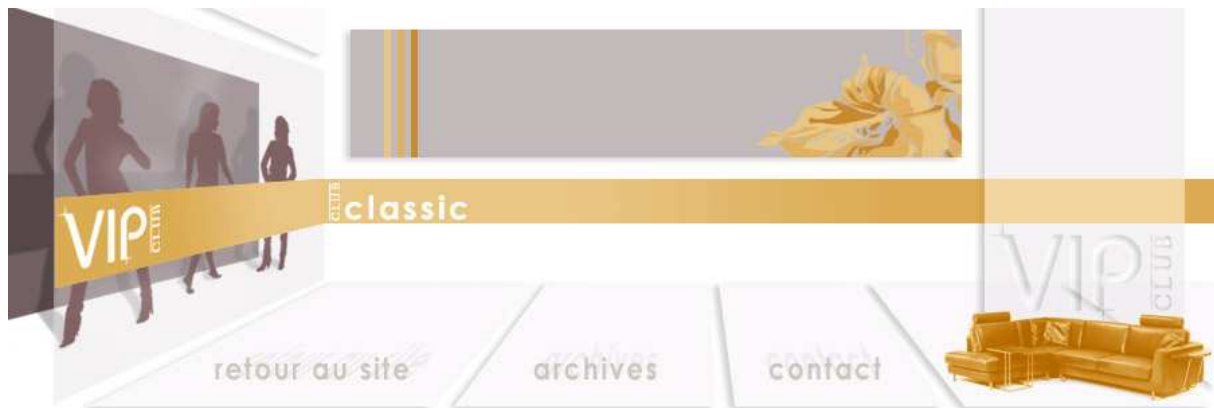 VIP CLUB
CLUB classic
VIP CLUB
retour au site
archives
contact